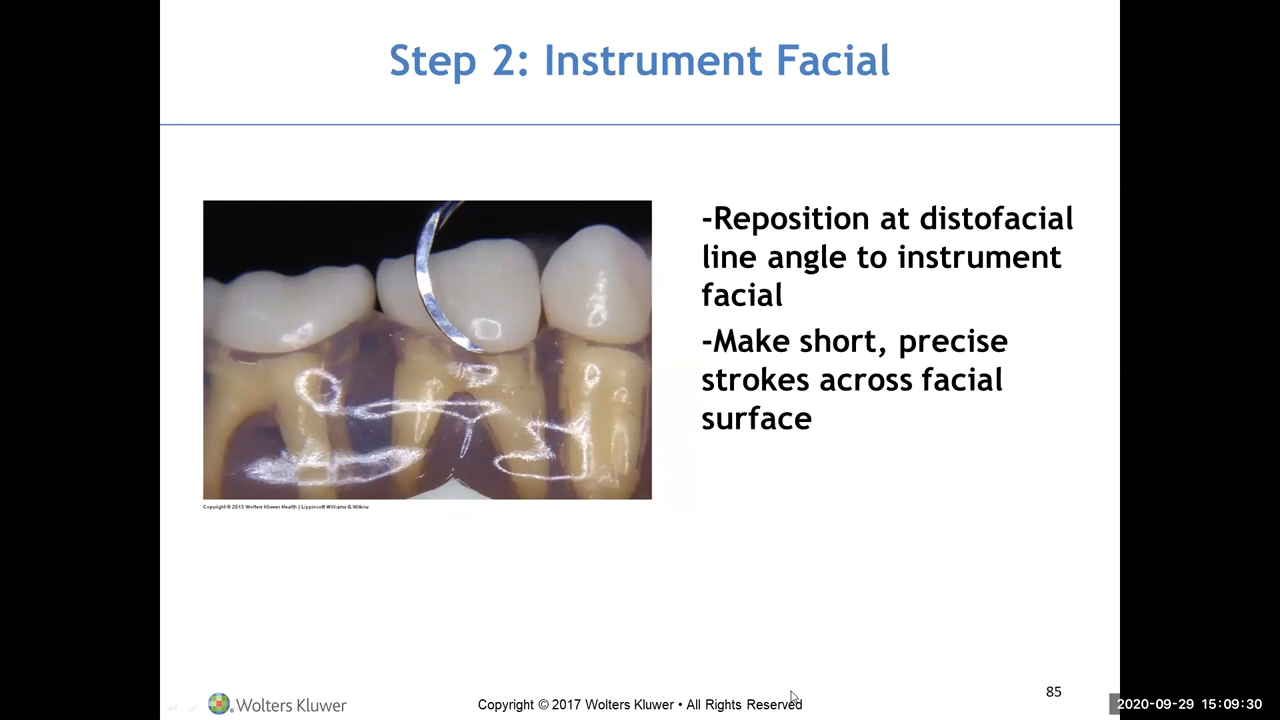 Step 2: Instrument Facial
-Reposition at distofacial
line angle to instrument
facial
-Make short, precise
strokes across facial
surface
Copyright © 2013 Wolters Kluwer Health | Lippincott Williams & Wilkins
85
Wolters Kluwer
Copyright © 2017 Wolters Kluwer • All Rights Reserved
2020-09-29 15:09:30